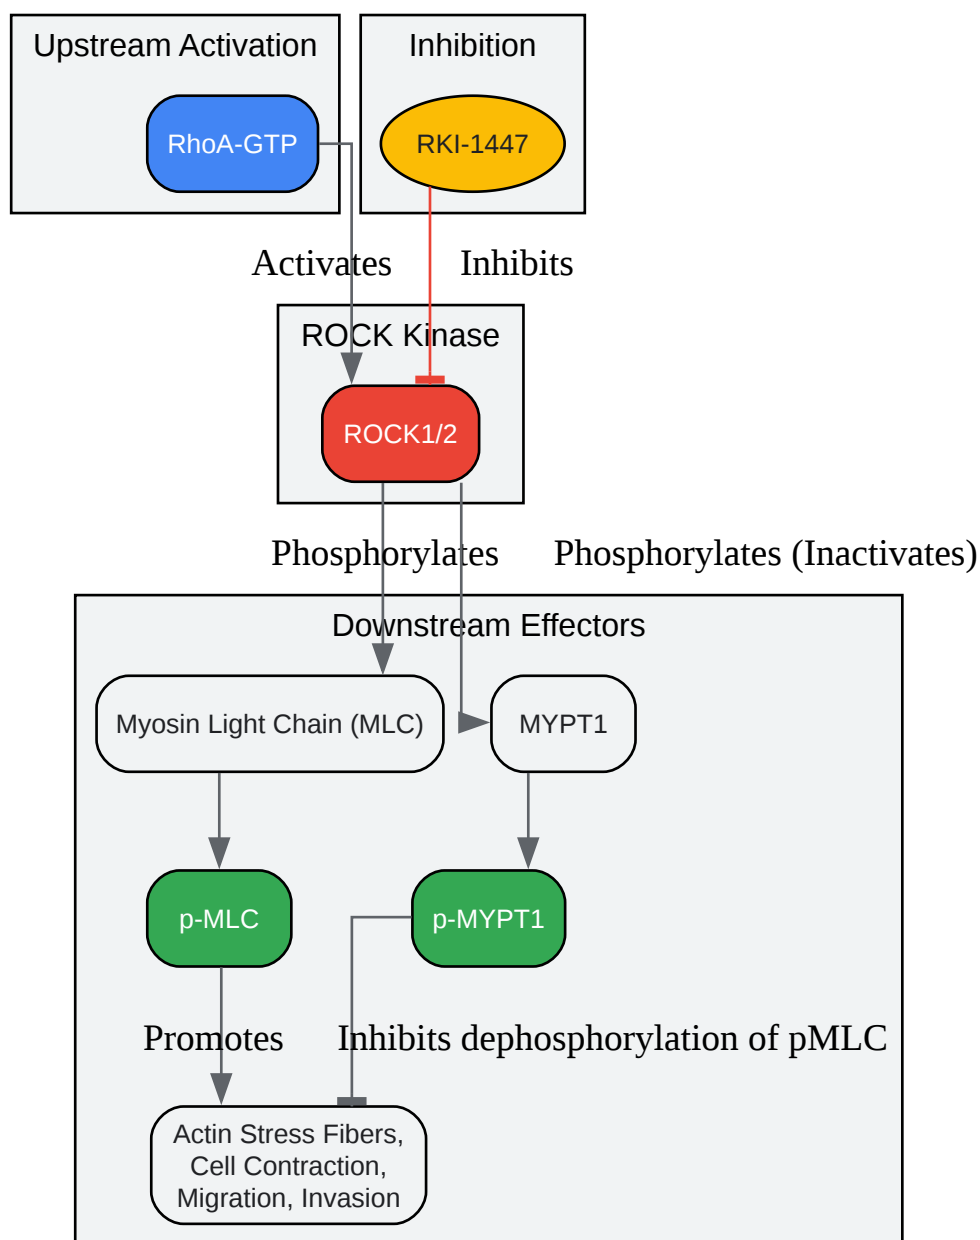 Upstream Activation
Inhibition
RhoA-GTP
RKI-1447
Activates
Inhibits
ROCK Kinase
ROCK1/2
Phosphorylates
Phosphorylates (Inactivates)
Downstream Effectors
Myosin Light Chain (MLC)
MYPT1
p-MLC
p-MYPT1
Promotes
Inhibits dephosphorylation of pMLC
Actin Stress Fibers,
Cell Contraction,
Migration, Invasion